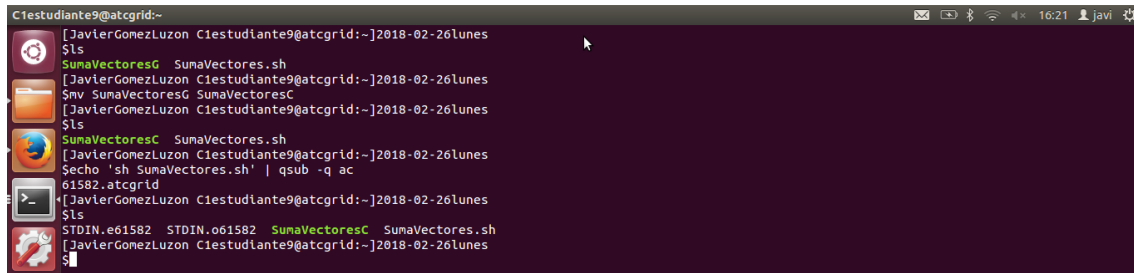 C1estudiante9@atcgrid:~
16:21 javi
[JavierGomezLuzon C1estudiante9@atcgrid:~]2018-02-26lunes
$ls
SumaVectoresG SumaVectores.sh
[JavierGomezLuzon C1estudiante9@atcgrid:~]2018-02-26lunes
$mv SumaVectoresG SumaVectoresC
[JavierGomezLuzon C1estudiante9@atcgrid:~]2018-02-26lunes
$ls
SumaVectoresC SumaVectores.sh
[JavierGomezLuzon C1estudiante9@atcgrid:~]2018-02-26lunes
$echo 'sh SumaVectores.sh' | qsub -q ac
61582.atcgrid
[JavierGomezLuzon C1estudiante9@atcgrid:~]2018-02-26lunes
$ls
STDIN.e61582 STDIN.o61582 SumaVectoresC SumaVectores.sh
[JavierGomezLuzon C1estudiante9@atcgrid:~]2018-02-26lunes
$